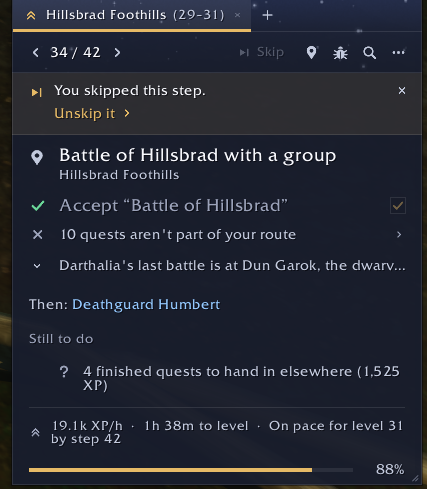 Hillsbrad Foothills (29-31) × +
34 / 42 Skip
You skipped this step. ×
Unskip it
Battle of Hillsbrad with a group
Hillsbrad Foothills
Accept “Battle of Hillsbrad”
10 quests aren't part of your route
Darthalia's last battle is at Dun Garok, the dwarv...
Then: Deathguard Humbert
Still to do
? 4 finished quests to hand in elsewhere (1,525
XP)
19.1k XP/h · 1h 38m to level · On pace for level 31
by step 42
88%